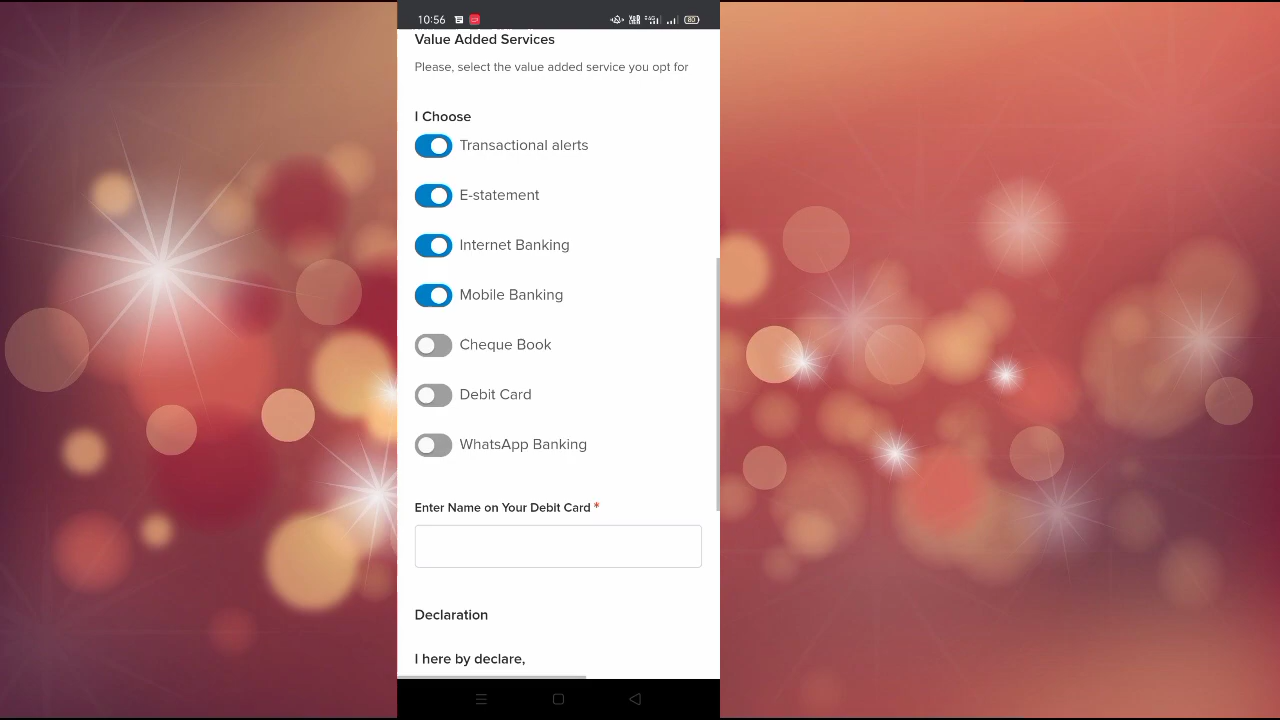 10:56
80
Value Added Services
Please, select the value added service you opt for
I Choose
Transactional alerts
E-statement
Internet Banking
Mobile Banking
Cheque Book
Debit Card
WhatsApp Banking
Enter Name on Your Debit Card *
Declaration
I here by declare,